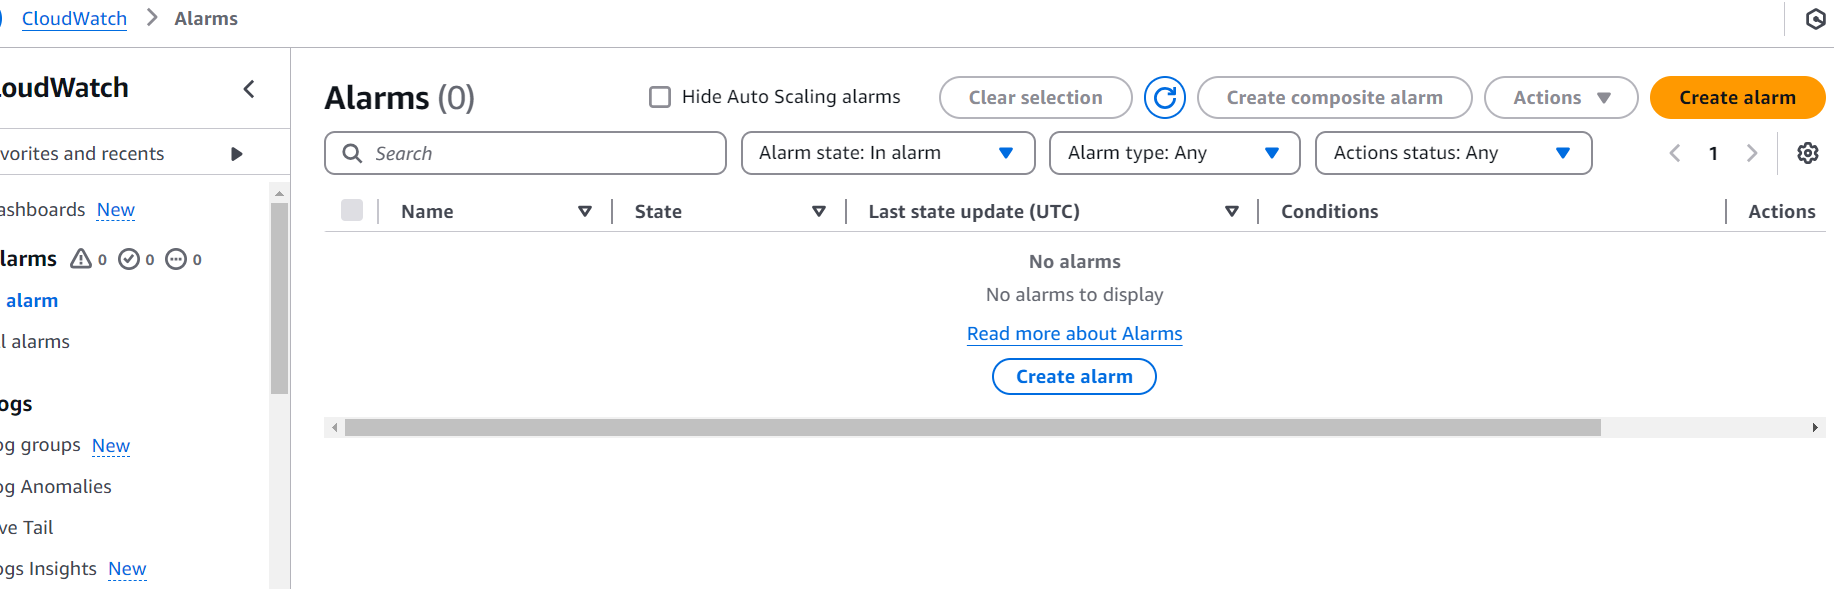 CloudWatch > Alarms
oudWatch
vorites and recents
ashboards New
larms 0 0 0
alarm
l alarms
ogs
og groups New
og Anomalies
ve Tail
ogs Insights New
Alarms (0)
Hide Auto Scaling alarms
Clear selection
Create composite alarm
Actions
Create alarm
Search
Alarm state: In alarm
Alarm type: Any
Actions status: Any
1
Name State Last state update (UTC) Conditions Actions
No alarms
No alarms to display
Read more about Alarms
Create alarm